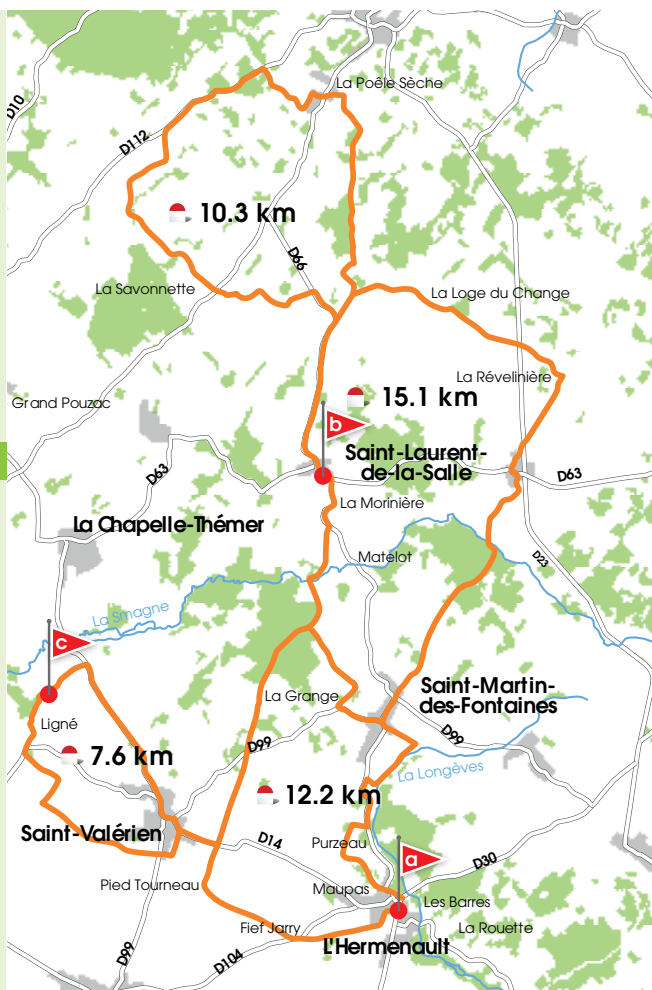 La Poêle Sèche
D10
D112
10.3 km
D66
La Savonnette
La Loge du Change
La Révelinière
15.1 km
Grand Pouzac
b
Saint-Laurent-
de-la-Salle
D63
D63
La Morinière
La Chapelle-Thémer
Matelot
D23
La Smagne
c
Saint-Martin-
des-Fontaines
La Grange
Ligné
D99
D99
7.6 km
La Longèves
12.2 km
Saint-Valérien
D14
Purzeau
a
D30
Pied Tourneau
Maupas
Les Barres
Fief Jarry
La Rouette
L'Hermenault
D99
D104